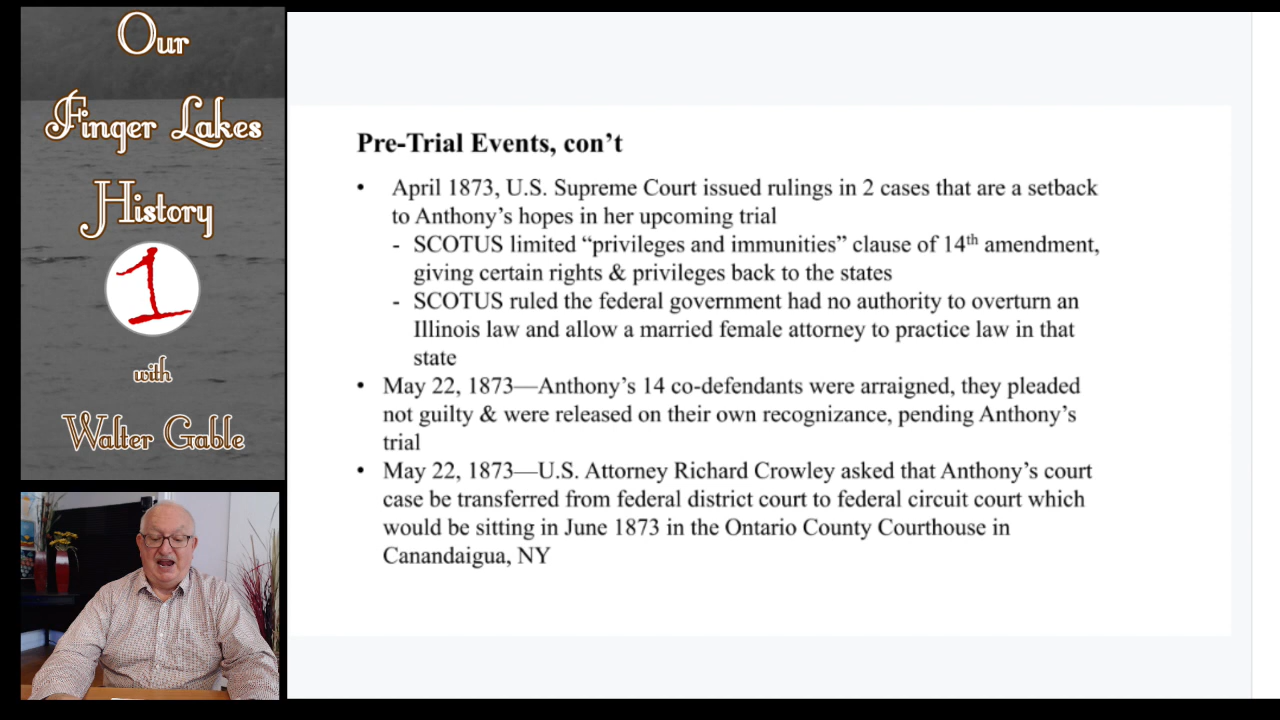 Our
Finger Lakes
History
1
with
Walter Gable
Pre-Trial Events, con’t
• April 1873, U.S. Supreme Court issued rulings in 2 cases that are a setback
to Anthony’s hopes in her upcoming trial
- SCOTUS limited “privileges and immunities” clause of 14th amendment,
giving certain rights & privileges back to the states
- SCOTUS ruled the federal government had no authority to overturn an
Illinois law and allow a married female attorney to practice law in that
state
• May 22, 1873—Anthony’s 14 co-defendants were arraigned, they pleaded
not guilty & were released on their own recognizance, pending Anthony’s
trial
• May 22, 1873—U.S. Attorney Richard Crowley asked that Anthony’s court
case be transferred from federal district court to federal circuit court which
would be sitting in June 1873 in the Ontario County Courthouse in
Canandaigua, NY